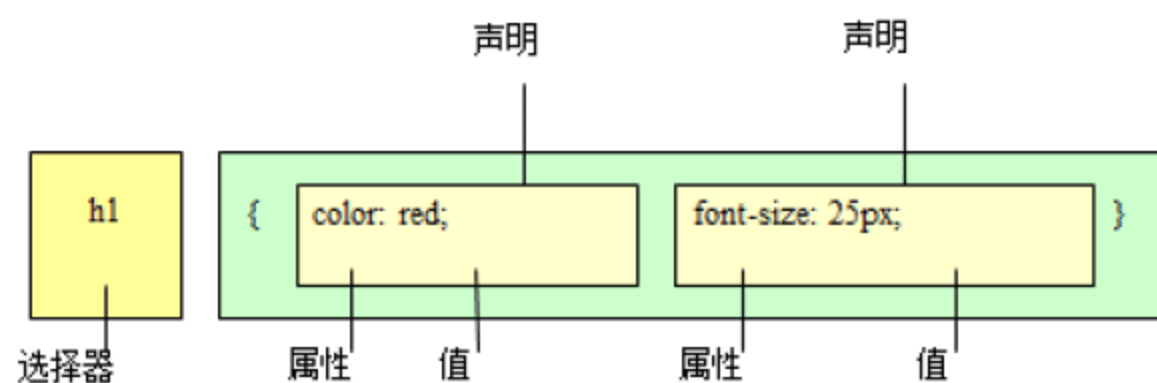 声明 声明
h1 { color: red; font-size: 25px; }
选择器 属性 值 属性 值